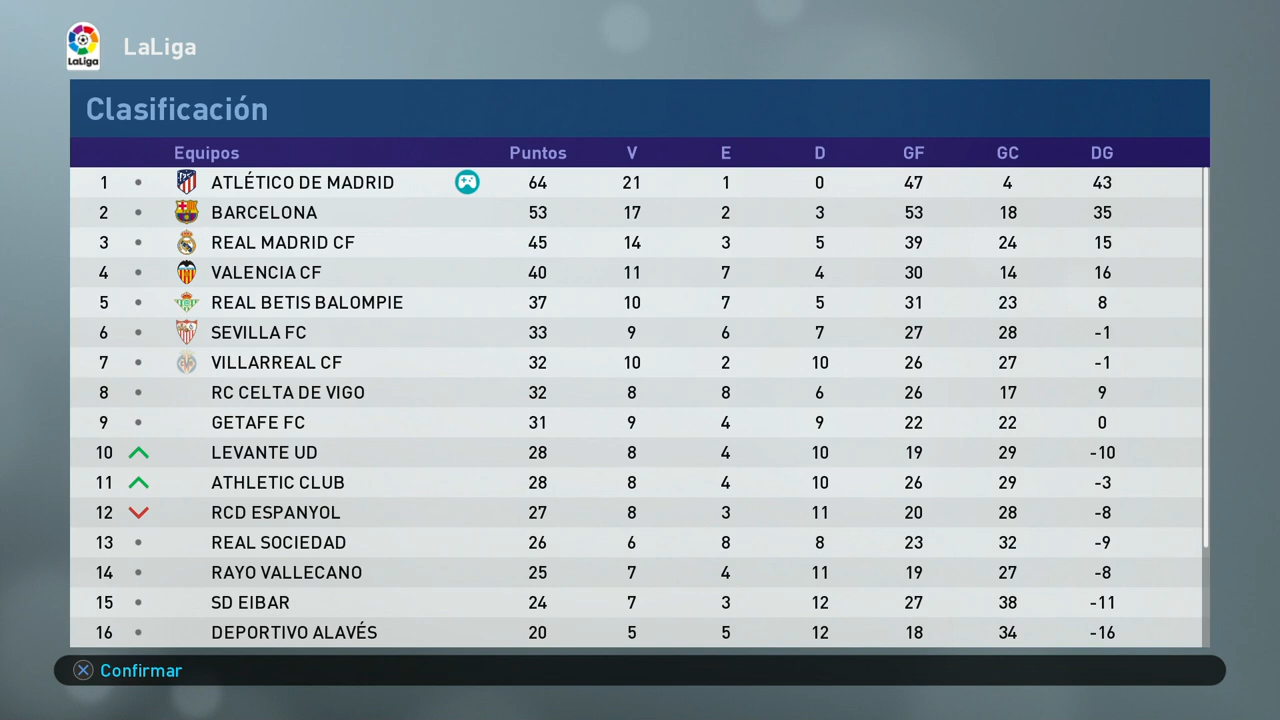 LaLiga
LaLiga
Clasificación
Equipos Puntos V E D GF GC DG
1 ATLÉTICO DE MADRID 64 21 1 0 47 4 43
2 BARCELONA 53 17 2 3 53 18 35
3 REAL MADRID CF 45 14 3 5 39 24 15
4 VALENCIA CF 40 11 7 4 30 14 16
5 REAL BETIS BALOMPIE 37 10 7 5 31 23 8
6 SEVILLA FC 33 9 6 7 27 28 -1
7 VILLARREAL CF 32 10 2 10 26 27 -1
8 RC CELTA DE VIGO 32 8 8 6 26 17 9
9 GETAFE FC 31 9 4 9 22 22 0
10 LEVANTE UD 28 8 4 10 19 29 -10
11 ATHLETIC CLUB 28 8 4 10 26 29 -3
12 RCD ESPANYOL 27 8 3 11 20 28 -8
13 REAL SOCIEDAD 26 6 8 8 23 32 -9
14 RAYO VALLECANO 25 7 4 11 19 27 -8
15 SD EIBAR 24 7 3 12 27 38 -11
16 DEPORTIVO ALAVÉS 20 5 5 12 18 34 -16
Confirmar